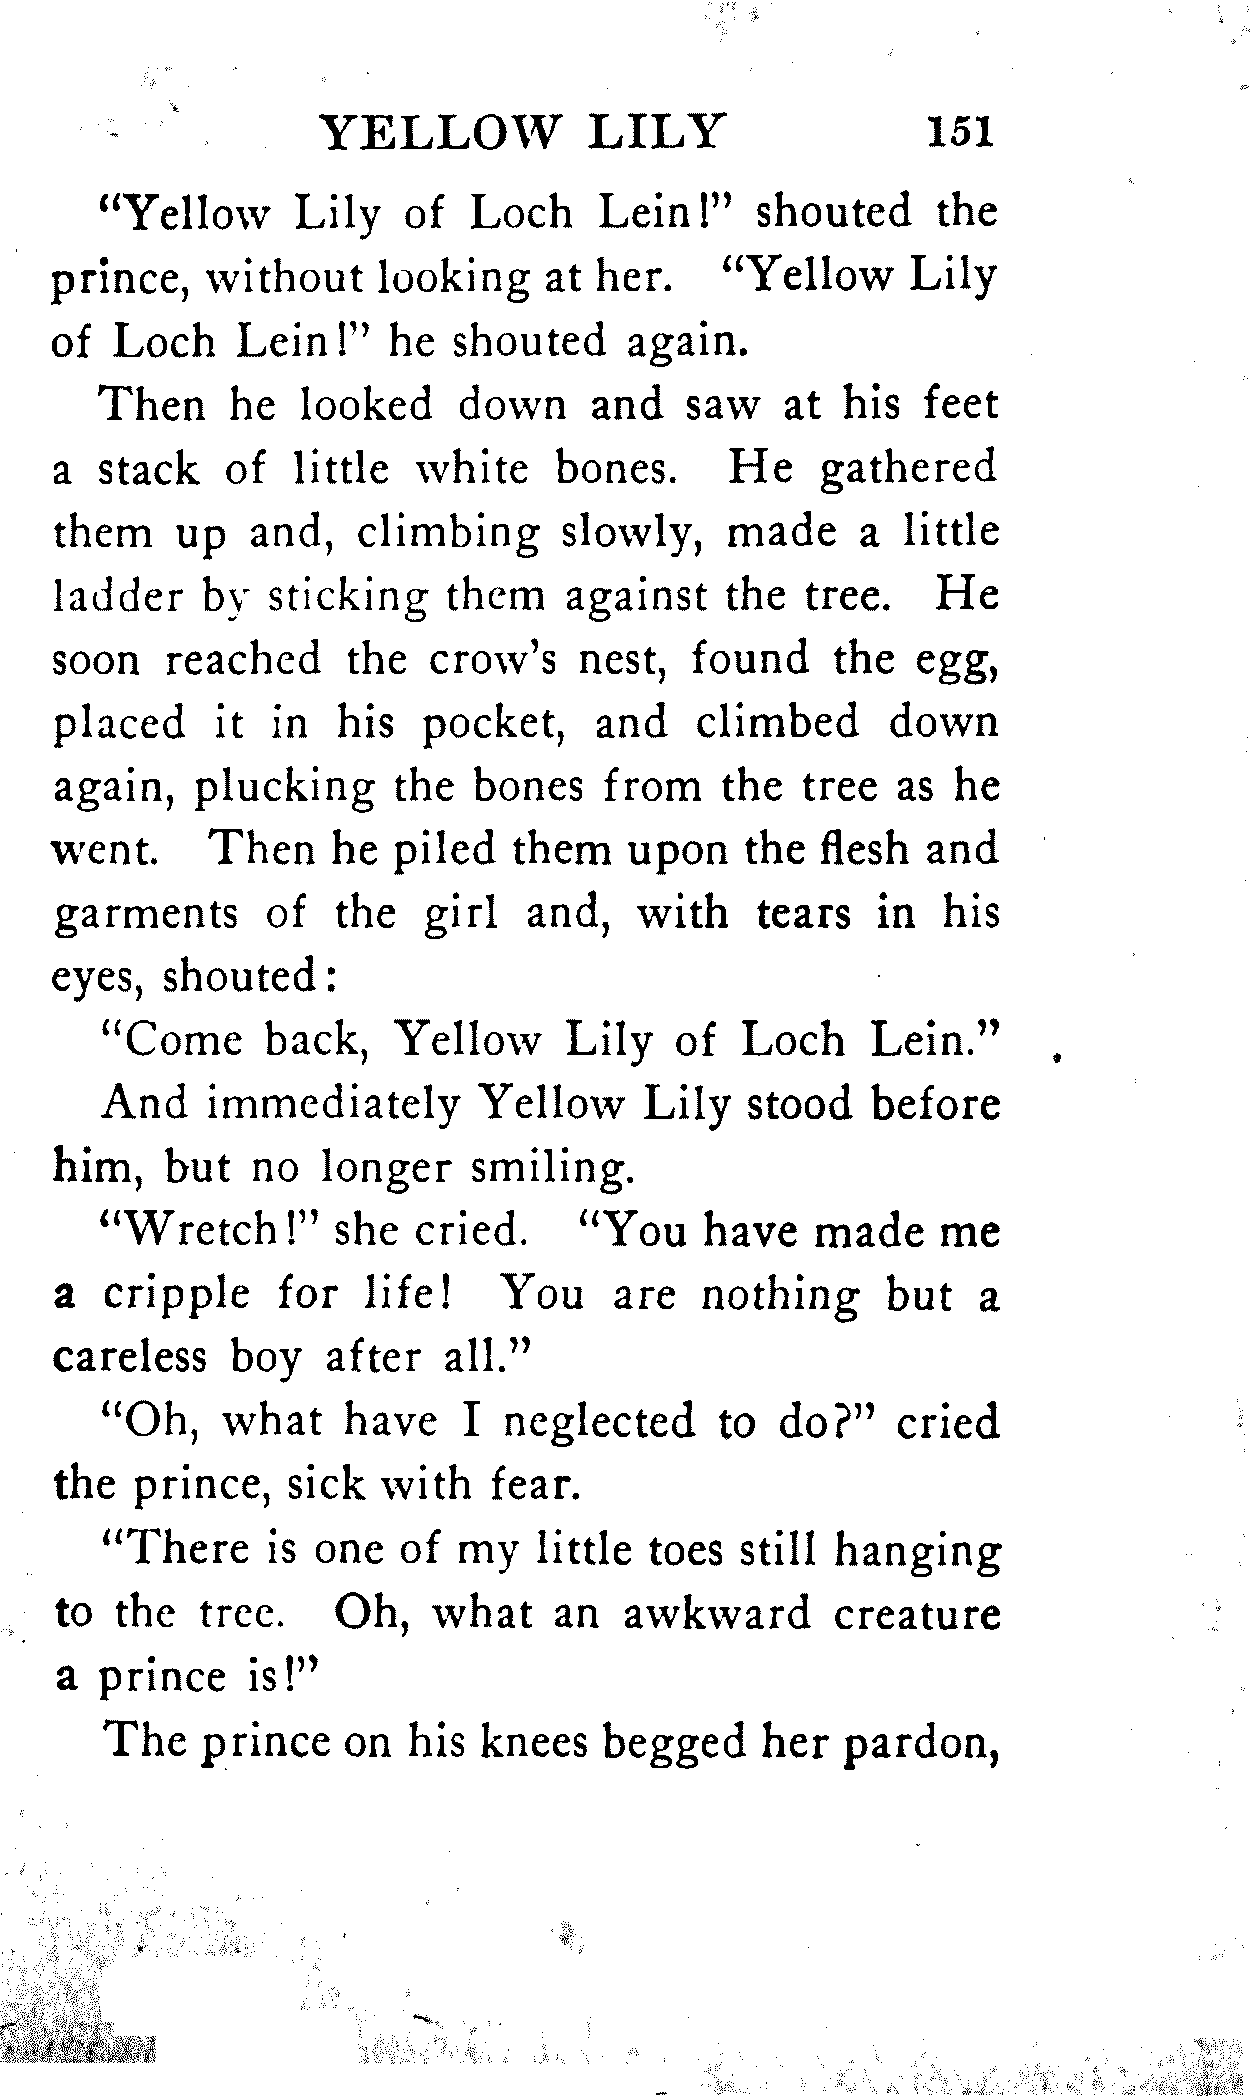 YELLOW LILY 151
"Yellow Lily of Loch Lein!" shouted the
prince, without looking at her. "Yellow Lily
of Loch Lein!" he shouted again.
Then he looked down and saw at his feet
a stack of little white bones. He gathered
them up and, climbing slowly, made a little
ladder by sticking them against the tree. He
soon reached the crow's nest, found the egg,
placed it in his pocket, and climbed down
again, plucking the bones from the tree as he
went. Then he piled them upon the flesh and
garments of the girl and, with tears in his
eyes, shouted:
"Come back, Yellow Lily of Loch Lein."
And immediately Yellow Lily stood before
him, but no longer smiling.
"Wretch!" she cried. "You have made me
a cripple for life! You are nothing but a
careless boy after all."
"Oh, what have I neglected to do?" cried
the prince, sick with fear.
"There is one of my little toes still hanging
to the tree. Oh, what an awkward creature
a prince is!"
The prince on his knees begged her pardon,